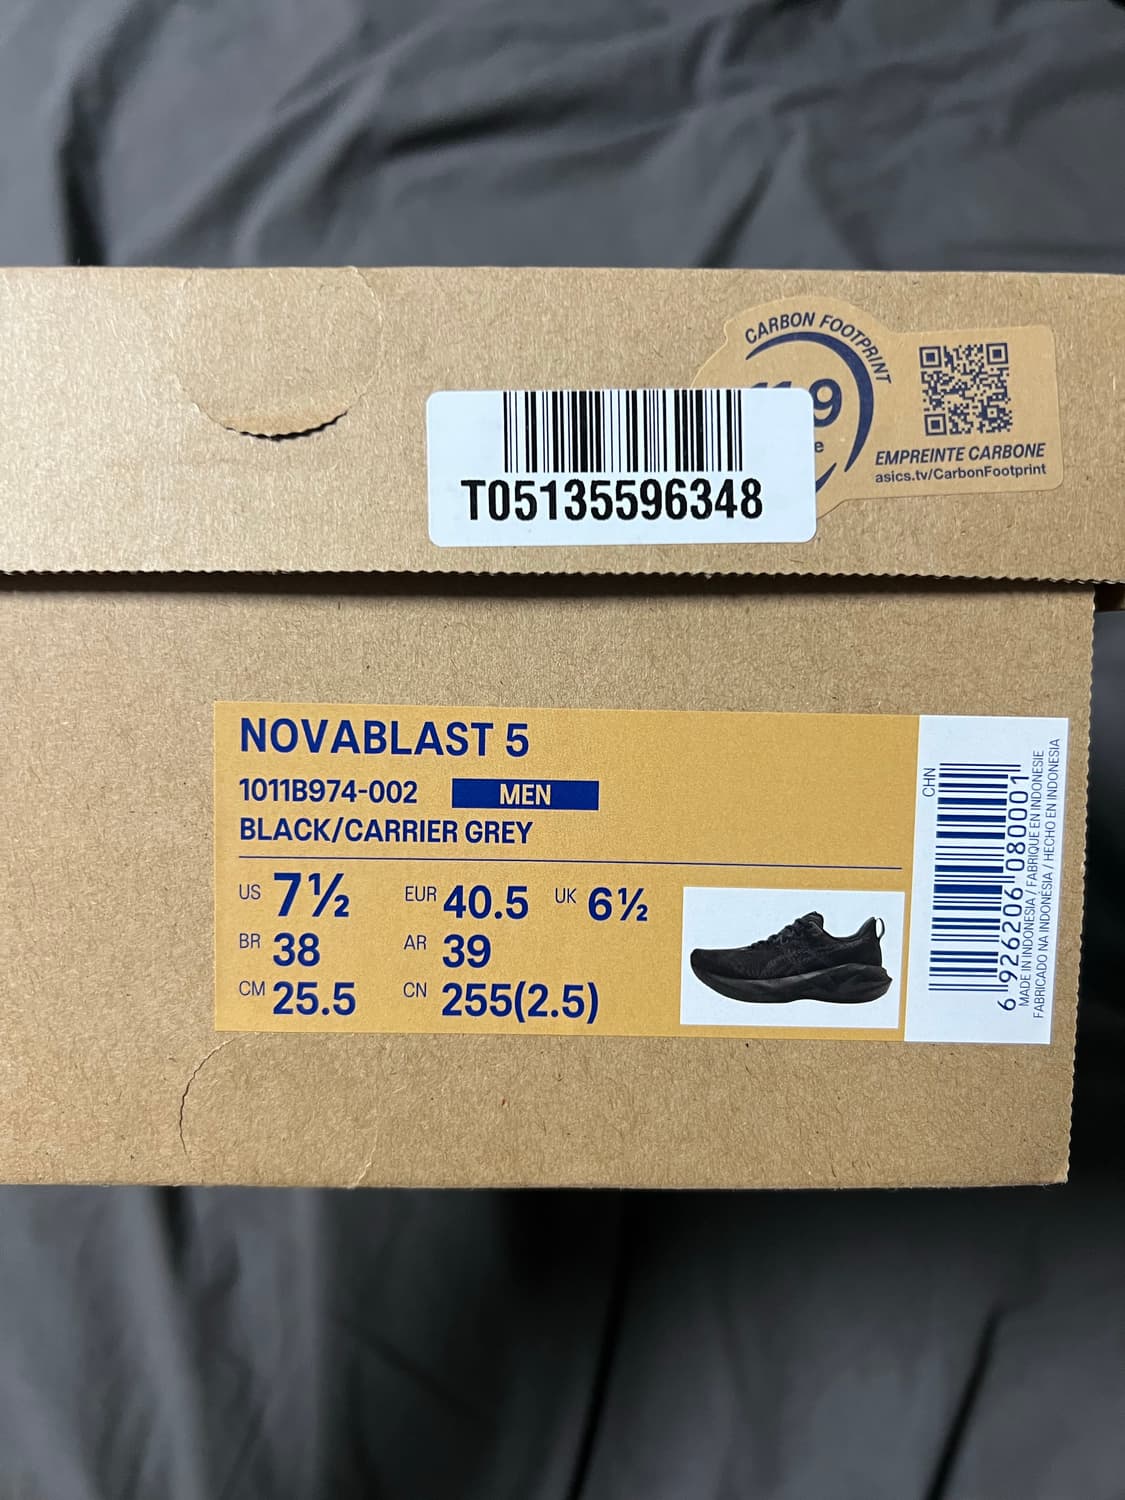 CARBON FOOTPRINT
9
e
EMPREINTE CARBONE
asics.tv/CarbonFootprint
T05135596348
NOVABLAST 5
1011B974-002 MEN
BLACK/CARRIER GREY
US 7½ EUR 40.5 UK 6½
BR 38 AR 39
CM 25.5 CN 255(2.5)
CHN
6 926206 080001
MADE IN INDONESIA / FABRIQUE EN INDONESIE
FABRICADO NA INDONÉSIA / HECHO EN INDONESIA